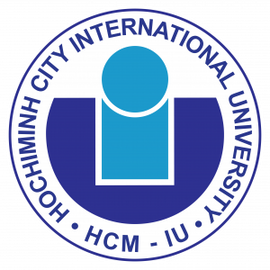 HOCHIMINH CITY INTERNATIONAL UNIVERSITY
• HCM - IU •